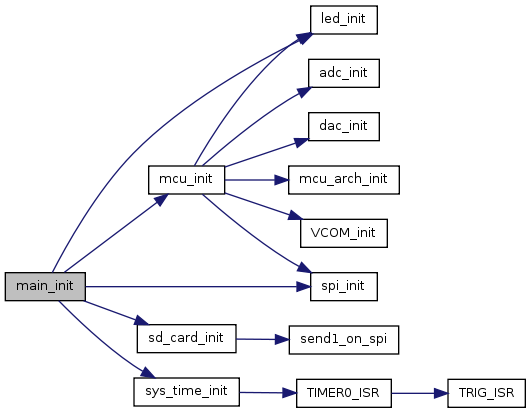 led_init
adc_init
dac_init
mcu_init
mcu_arch_init
VCOM_init
main_init
spi_init
sd_card_init
send1_on_spi
sys_time_init
TIMER0_ISR
TRIG_ISR